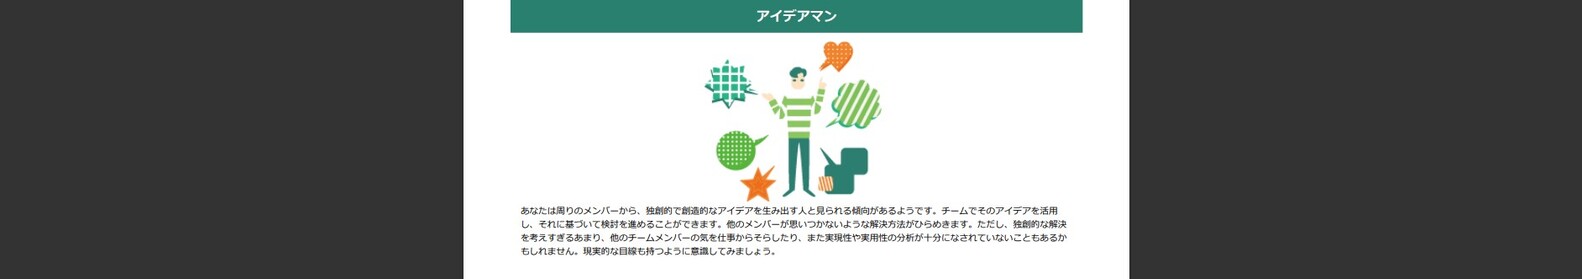 アイデアマン
あなたは周りのメンバーから、独創的で創造的なアイデアを生み出す人と見られる傾向があるようです。チームでそのアイデアを活用
し、それに基づいて検討を進めることができます。他のメンバーが思いつかないような解決方法がひらめきます。ただし、独創的な解決
を考えすぎるあまり、他のチームメンバーの気を仕事からそらしたり、また実現性や実用性の分析が十分になされていないこともあるか
もしれません。現実的な目線も持つように意識してみましょう。